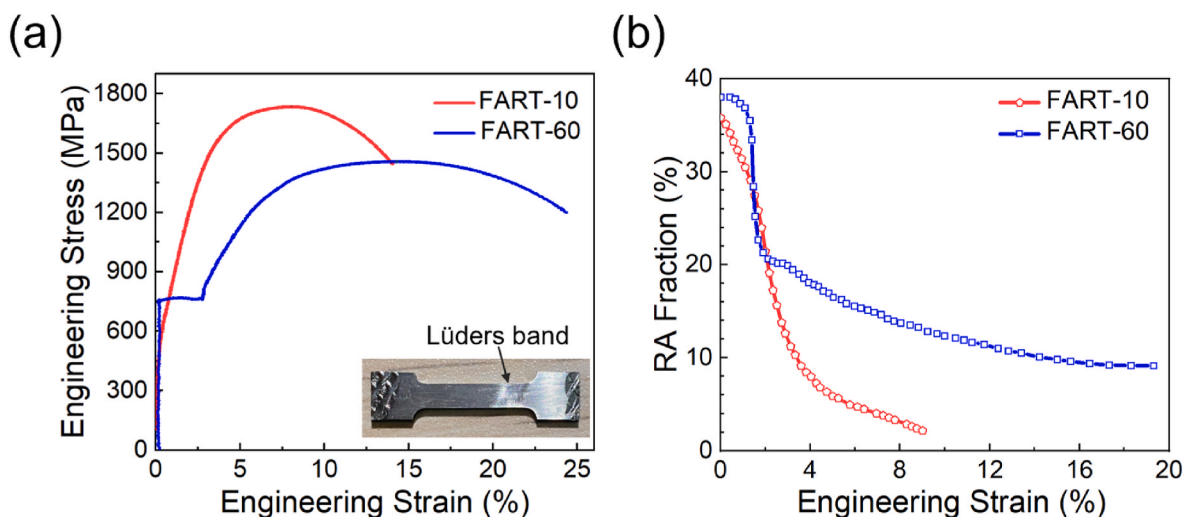 (a)
Engineering Stress (MPa)
1800
1500
1200
900
600
300
0
FART-10
FART-60
Lüders band
0 5 10 15 20 25
Engineering Strain (%)
(b)
RA Fraction (%)
40
30
20
10
0
FART-10
FART-60
0 4 8 12 16 20
Engineering Strain (%)